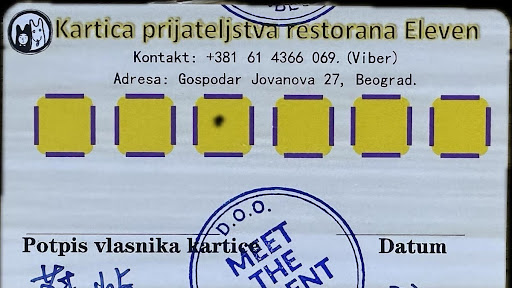 Kartica prijateljstva restorana Eleven
Kontakt: +381 61 4366 069. (Viber)
Adresa: Gospodar Jovanova 27, Beograd.
D.O.O.
Potpis vlasnika kartice
Datum
MEET
THE